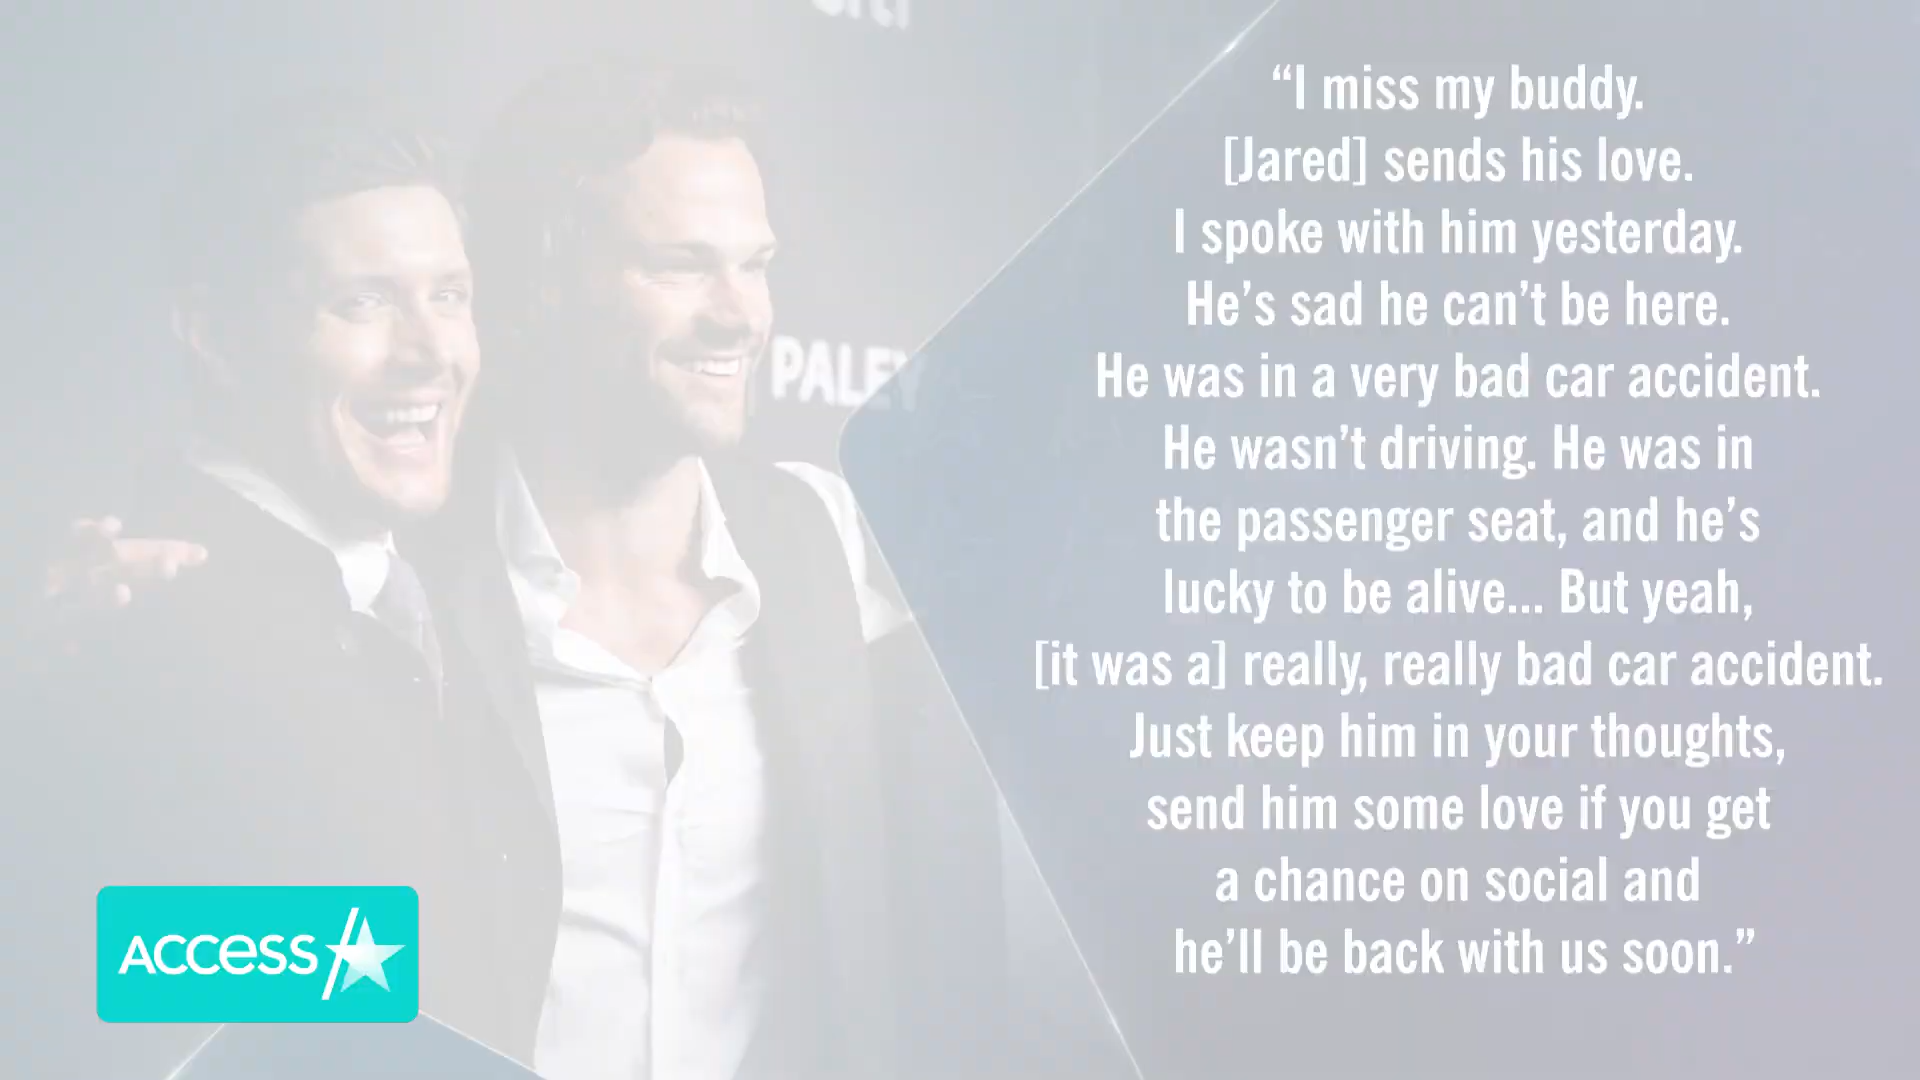 citi
PALEY
“I miss my buddy.
[Jared] sends his love.
I spoke with him yesterday.
He’s sad he can’t be here.
He was in a very bad car accident.
He wasn’t driving. He was in
the passenger seat, and he’s
lucky to be alive... But yeah,
[it was a] really, really bad car accident.
Just keep him in your thoughts,
send him some love if you get
a chance on social and
he’ll be back with us soon.”
ACCESS